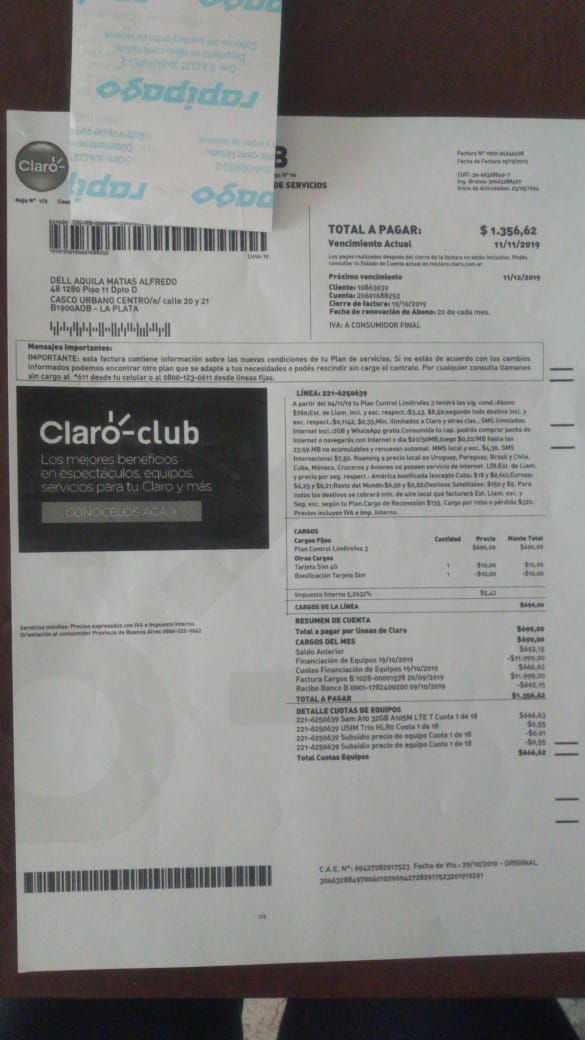 rapipago
Documento no válido como factura
rapipago
Claro-
B
DE SERVICIOS
Hoja N° 1/2
Factura N°
Fecha de Factura 19/10/2019
CUIT: 30-66328849-7
Ing. Brutos: 30663288497
Inicio de Actividades: 23/05/1994
Ciclo: 19
TOTAL A PAGAR: $ 1.356,62
Vencimiento Actual 11/11/2019
Los pagos realizados después del cierre de la factura no están incluidos. Podés
consultar tu Estado de Cuenta actual en miclaro.claro.com.ar
Próximo vencimiento 11/12/2019
Cliente: 10863039
Cuenta: 20601688252
Cierre de factura: 19/10/2019
Fecha de renovación de Abono: 20 de cada mes.
IVA: A CONSUMIDOR FINAL
DELL AQUILA MATIAS ALFREDO
48 1280 Piso 11 Dpto D
CASCO URBANO CENTRO/e/ calle 20 y 21
B1900AOB - LA PLATA
Mensajes Importantes:
IMPORTANTE: esta factura contiene información sobre las nuevas condiciones de tu Plan de servicios. Si no estás de acuerdo con los cambios
informados podemos encontrar otro plan que se adapte a tus necesidades o podés rescindir sin cargo el contrato. Por cualquier consulta llamanos
sin cargo al *611 desde tu celular o al 0800-123-0611 desde líneas fijas.
Claro-club
Los mejores beneficios
en espectáculos, equipos,
servicios para tu Claro y más.
CONOCELOS ACÁ >
Servicios móviles: Precios expresados con IVA e Impuesto Interno.
Orientación al consumidor Provincia de Buenos Aires 0800-222-9042
LÍNEA: 221-6250639
A partir del 04/11/19 tu Plan Control Limítrofes 3 tendrá las sig. cond.:Abono
$760;Est. de Llam. incl. y exc. respect.:$3,43, $8,50;segundo todo destino incl. y
exc. respect.:$0,1142, $0,33;Min. ilimitados a Claro y otras cías.; SMS ilimitados.
Internet incl.:2GB y WhatsApp gratis.Consumida tu cap. podrás comprar packs de
Internet o navegarás con Internet x día $20/50MB,luego $0,22/MB hasta las
23:59.MB no acumulables y renuevan automat. MMS local y exc. $4,30. SMS
Internacional $7,50. Roaming a precio local en Uruguay, Paraguay, Brasil y Chile.
Cuba, Mónaco, Cruceros y Aviones no poseen servicio de Internet. LDI:Est. de Llam.
y precio por seg. respect.: América bonificada (excepto Cuba: $18 y $0,60);Europa:
$6,25 y $0,21;Resto del Mundo:$6,50 y $0,22;Destinos Satelitales: $150 y $5. Para
todos los destinos se cobrará min. de aire local que facturará Est. Llam. exc. y
Seg. exc. según tu Plan.Cargo de Reconexión $135. Cargo por robo o pérdida $320.
Precios incluyen IVA e Imp. Interno.
CARGOS
Cargos Fijos Cantidad Precio Monto Total
Plan Control Limítrofes 3 $690,00 $690,00
Otros Cargos
Tarjeta Sim 4G 1 $10,00 $10,00
Bonificación Tarjeta Sim 1 -$10,00 -$10,00
Impuesto Interno 5,2632% $5,42
CARGOS DE LA LÍNEA $690,00
RESUMEN DE CUENTA
Total a pagar por líneas de Claro $690,00
CARGOS DEL MES $690,00
Saldo Anterior $692,15
Financiación de Equipos 19/10/2019 -$11.999,00
Cuotas Financiación de Equipos 19/10/2019 $666,62
Factura Cargos B 1028-00001578 20/09/2019 $11.999,00
Recibo Banco B 0001-1782400200 09/10/2019 -$692,15
TOTAL A PAGAR $1.356,62
DETALLE CUOTAS DE EQUIPOS
221-6250639 Sam A10 32GB A105M LTE T Cuota 1 de 18 $666,63
221-6250639 USIM Trio HLR0 Cuota 1 de 18 $0,55
221-6250639 Subsidio precio de equipo Cuota 1 de 18 -$0,01
221-6250639 Subsidio precio de equipo Cuota 1 de 18 -$0,55
Total Cuotas Equipos $666,62
C.A.E. N°: 69427282917523 Fecha de Vto.: 29/10/2019 - ORIGINAL
1/2